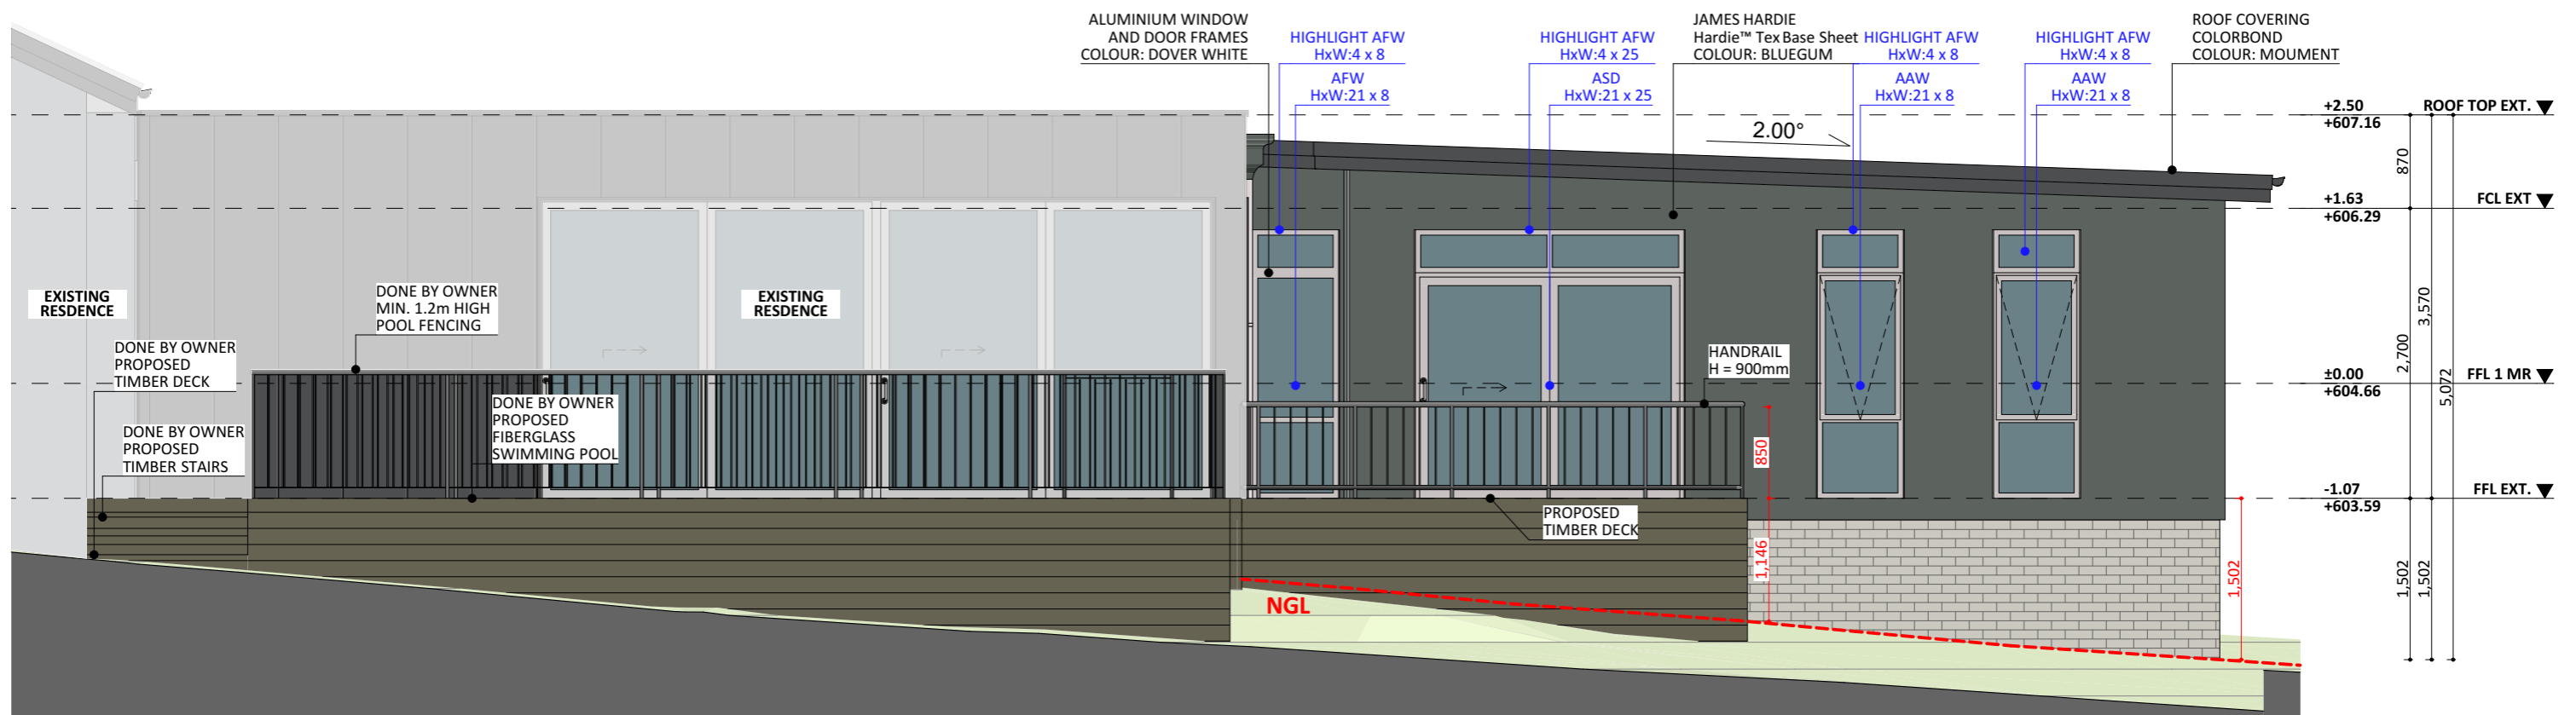 ALUMINIUM WINDOW
AND DOOR FRAMES
COLOUR: DOVER WHITE
HIGHLIGHT AFW
HxW:4 x 8
AFW
HxW:21 x 8
HIGHLIGHT AFW
HxW:4 x 25
ASD
HxW:21 x 25
JAMES HARDIE
Hardie™ Tex Base Sheet
COLOUR: BLUEGUM
HIGHLIGHT AFW
HxW:4 x 8
AAW
HxW:21 x 8
HIGHLIGHT AFW
HxW:4 x 8
AAW
HxW:21 x 8
ROOF COVERING
COLORBOND
COLOUR: MOUMENT
2.00°
+2.50
+607.16
ROOF TOP EXT.
870
+1.63
+606.29
FCL EXT
2,700
3,570
5,072
±0.00
+604.66
FFL 1 MR
-1.07
+603.59
FFL EXT.
1,502
1,502
1,502
EXISTING
RESDENCE
DONE BY OWNER
MIN. 1.2m HIGH
POOL FENCING
EXISTING
RESDENCE
DONE BY OWNER
PROPOSED
TIMBER DECK
DONE BY OWNER
PROPOSED
TIMBER STAIRS
DONE BY OWNER
PROPOSED
FIBERGLASS
SWIMMING POOL
HANDRAIL
H = 900mm
850
1,146
PROPOSED
TIMBER DECK
NGL